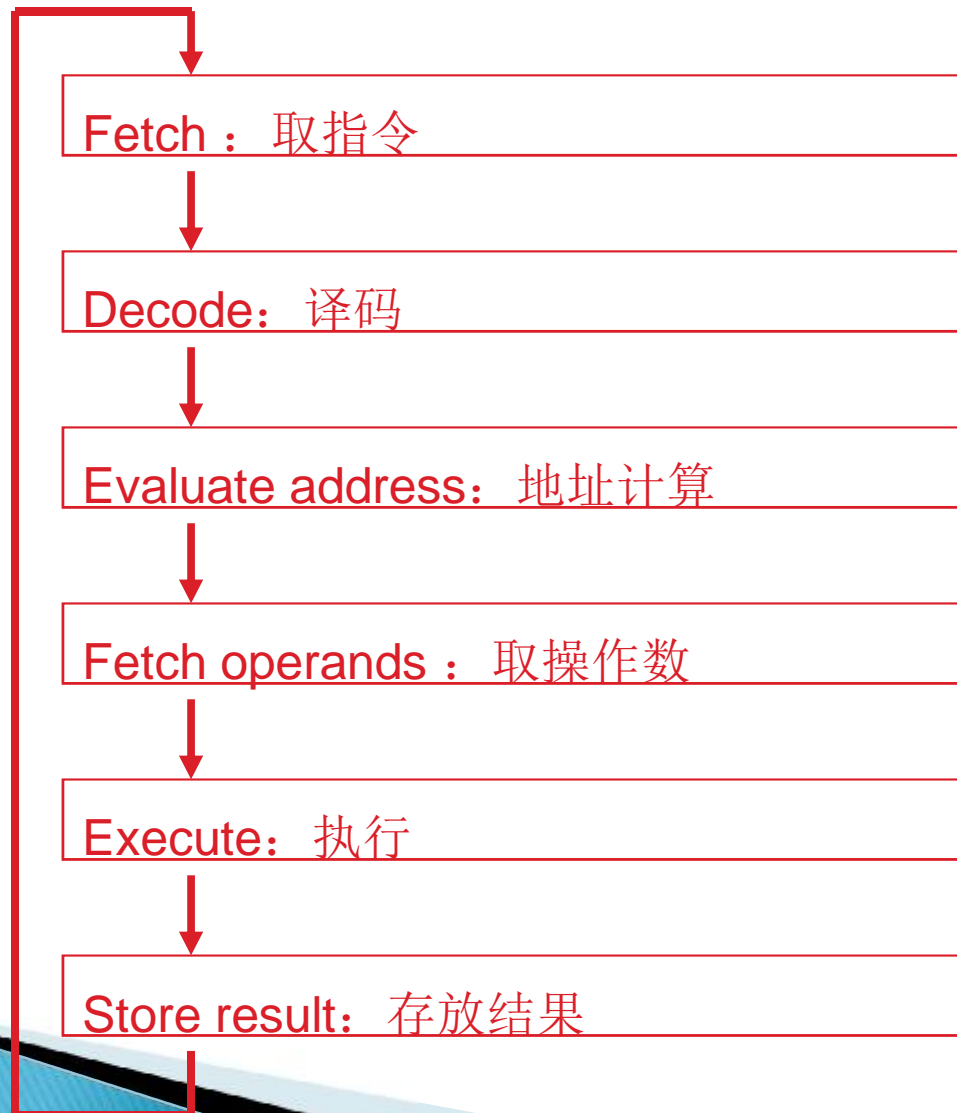 Fetch ：取指令
Decode：译码
Evaluate address：地址计算
Fetch operands ：取操作数
Execute：执行
Store result：存放结果